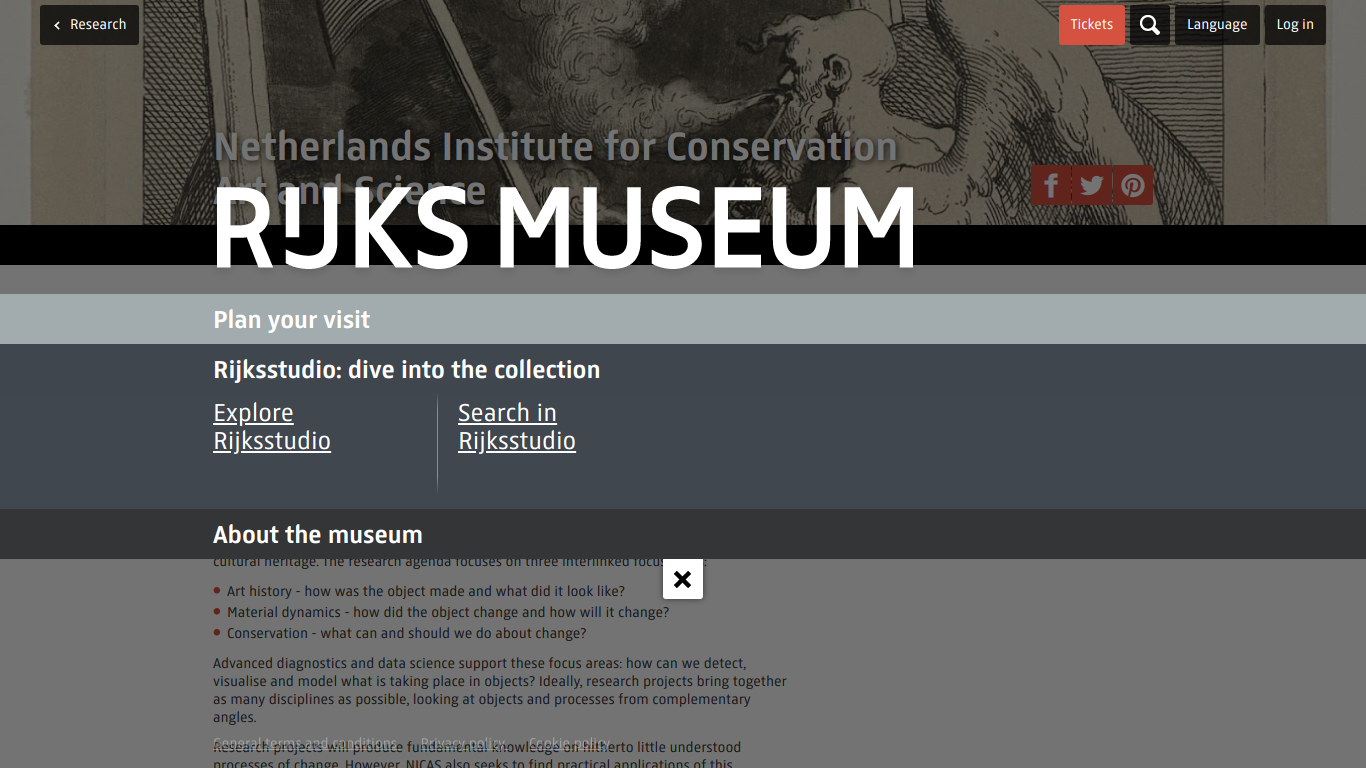 Research
Tickets
Language
Log in
Netherlands Institute for Conservation
Art and Science
RIJKS MUSEUM
Plan your visit
Rijksstudio: dive into the collection
Explore
Rijksstudio
Search in
Rijksstudio
About the museum
cultural heritage. The research agenda focuses on three interlinked
Art history - how was the object made and what did it look like?
Material dynamics - how did the object change and how will it change?
Conservation - what can and should we do about change?
Advanced diagnostics and data science support these focus areas: how can we detect,
visualise and model what is taking place in objects? Ideally, research projects bring together
as many disciplines as possible, looking at objects and processes from complementary
angles.
General terms and conditions Privacy policy Cookie policy
Research projects will produce fundamental knowledge on hitherto little understood
processes of change. However, NICAS also seeks to find practical applications of this